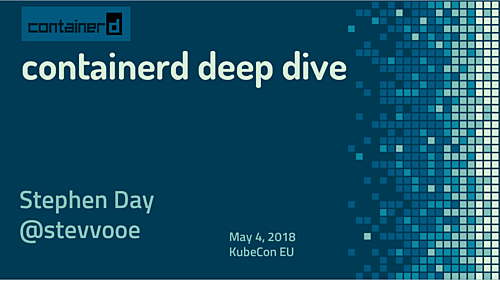 containerd
containerd deep dive
Stephen Day
@stevvooe
May 4, 2018
KubeCon EU